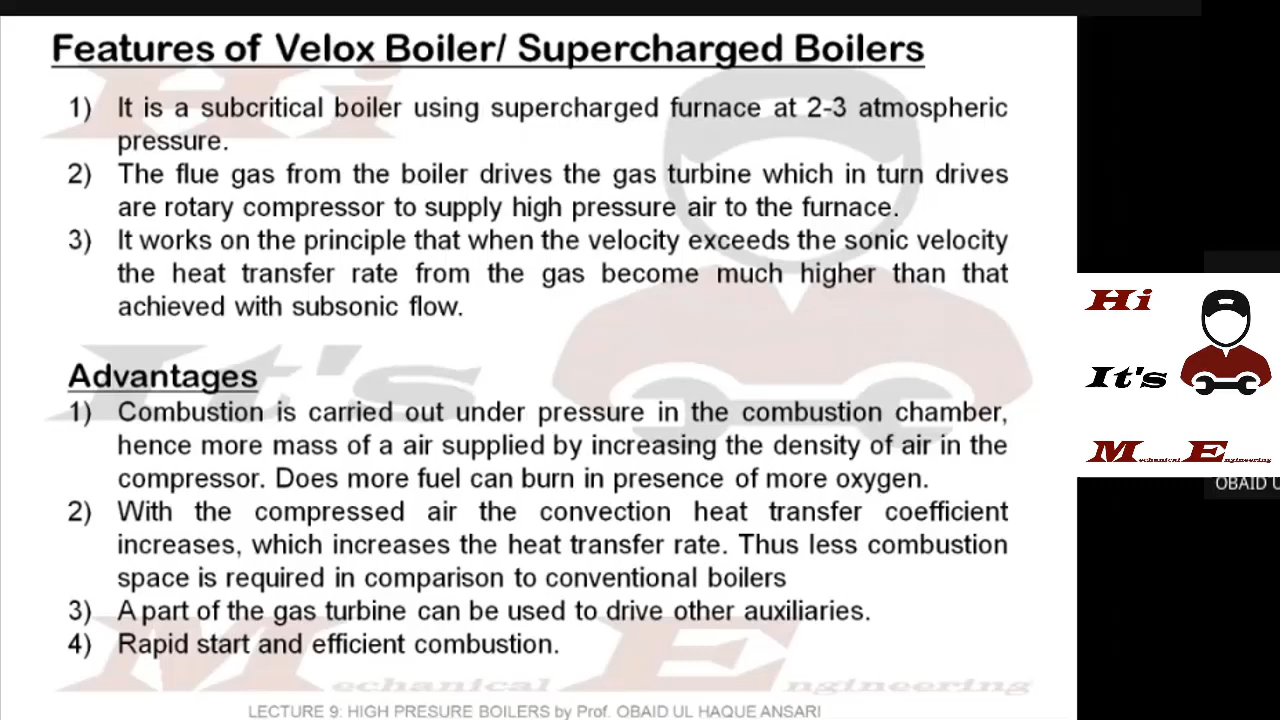 Features of Velox Boiler/ Supercharged Boilers
1) It is a subcritical boiler using supercharged furnace at 2-3 atmospheric
pressure.
2) The flue gas from the boiler drives the gas turbine which in turn drives
are rotary compressor to supply high pressure air to the furnace.
3) It works on the principle that when the velocity exceeds the sonic velocity
the heat transfer rate from the gas become much higher than that
achieved with subsonic flow.
Advantages
1) Combustion is carried out under pressure in the combustion chamber,
hence more mass of a air supplied by increasing the density of air in the
compressor. Does more fuel can burn in presence of more oxygen.
2) With the compressed air the convection heat transfer coefficient
increases, which increases the heat transfer rate. Thus less combustion
space is required in comparison to conventional boilers
3) A part of the gas turbine can be used to drive other auxiliaries.
4) Rapid start and efficient combustion.
LECTURE 9: HIGH PRESURE BOILERS by Prof. OBAID UL HAQUE ANSARI
Hi
It's
Mechanical Engineering
OBAID U
Hi
It's
Mechanical Engineering